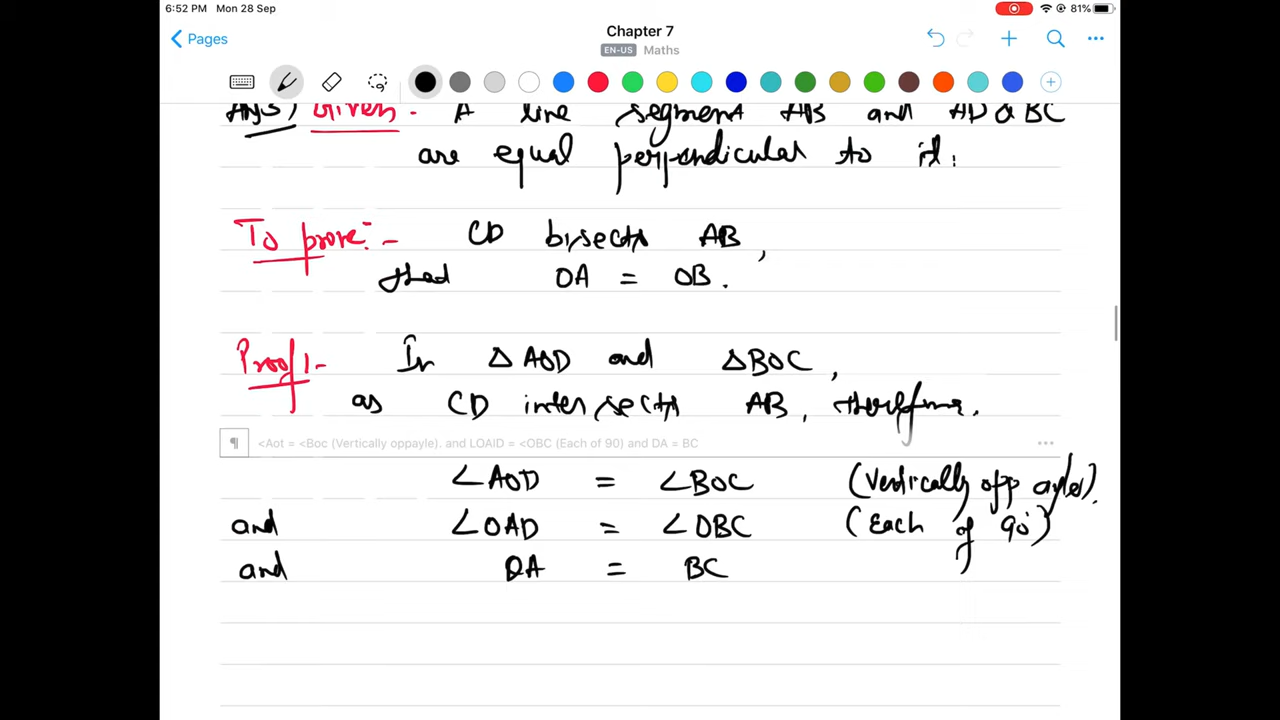 6:52 PM Mon 28 Sep
81%
Pages
Chapter 7
EN-US Maths
Ans) Given:- A line segment AB and AD & BC
are equal perpendicular to it.
To prove:- CD bisects AB,
that OA = OB.
Proof:- In Δ AOD and Δ BOC,
as CD intersects AB, therefore.
<Aot = <Boc (Vertically oppayle). and LOAID = <OBC (Each of 90) and DA = BC
∠AOD = ∠BOC (Vertically opp angles).
and ∠OAD = ∠OBC (Each of 90°)
and DA = BC